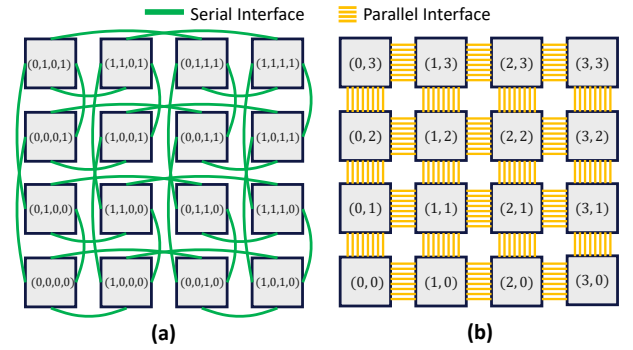 Serial Interface Parallel Interface
(0,1,0,1) (1,1,0,1) (0,1,1,1) (1,1,1,1) (0, 3) (1, 3) (2, 3) (3, 3)
(0,0,0,1) (1,0,0,1) (0,0,1,1) (1,0,1,1) (0, 2) (1, 2) (2, 2) (3, 2)
(0,1,0,0) (1,1,0,0) (0,1,1,0) (1,1,1,0) (0, 1) (1, 1) (2, 1) (3, 1)
(0,0,0,0) (1,0,0,0) (0,0,1,0) (1,0,1,0) (0, 0) (1, 0) (2, 0) (3, 0)
(a) (b)